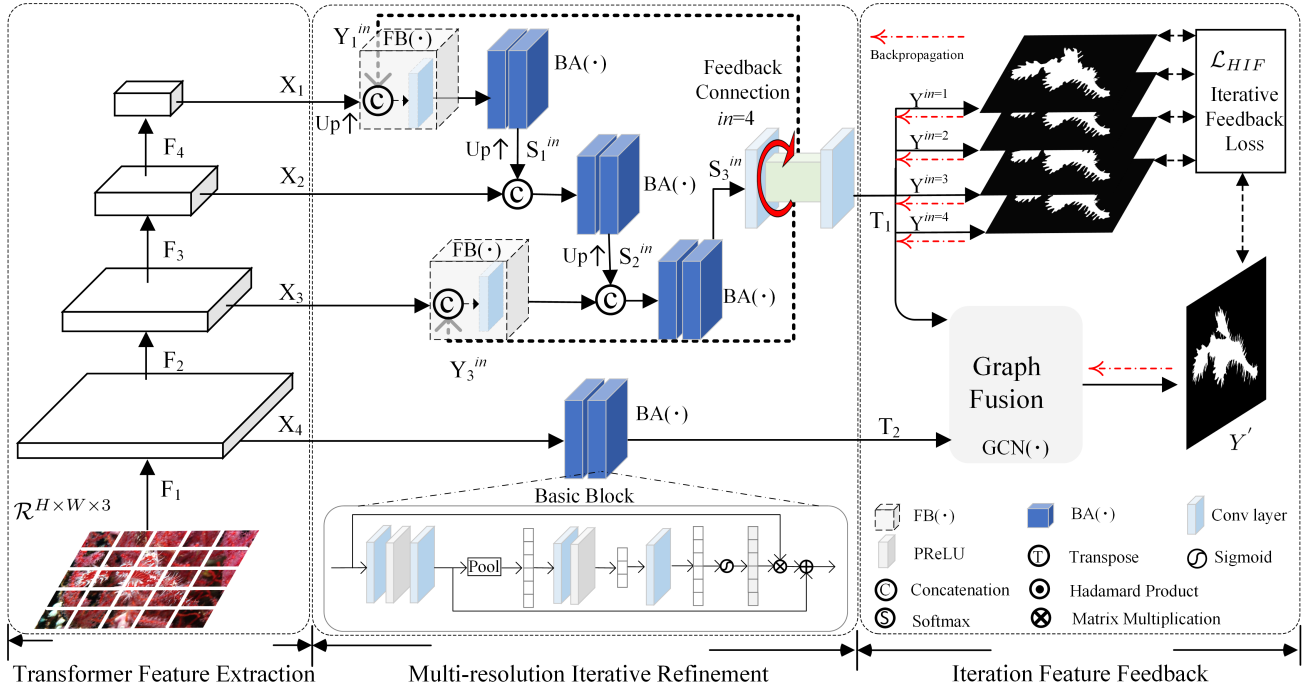 X₁
F₄
X₂
F₃
X₃
F₂
X₄
F₁
ℛ^{H×W×3}
Transformer Feature Extraction
Y₁^{in}
FB(·)
C
Up↑
BA(·)
Up↑
S₁^{in}
C
BA(·)
Feedback
Connection
in=4
S₃^{in}
FB(·)
C
Y₃^{in}
Up↑
S₂^{in}
C
BA(·)
BA(·)
Basic Block
Pool
Multi-resolution Iterative Refinement
Backpropagation
Y^{in=1}
Y^{in=2}
Y^{in=3}
Y^{in=4}
T₁
ℒ_{HIF}
Iterative
Feedback
Loss
T₂
Graph
Fusion
GCN(·)
Y′
FB(·)
BA(·)
Conv layer
PReLU
T Transpose
Sigmoid
C Concatenation
Hadamard Product
S Softmax
Matrix Multiplication
Iteration Feature Feedback